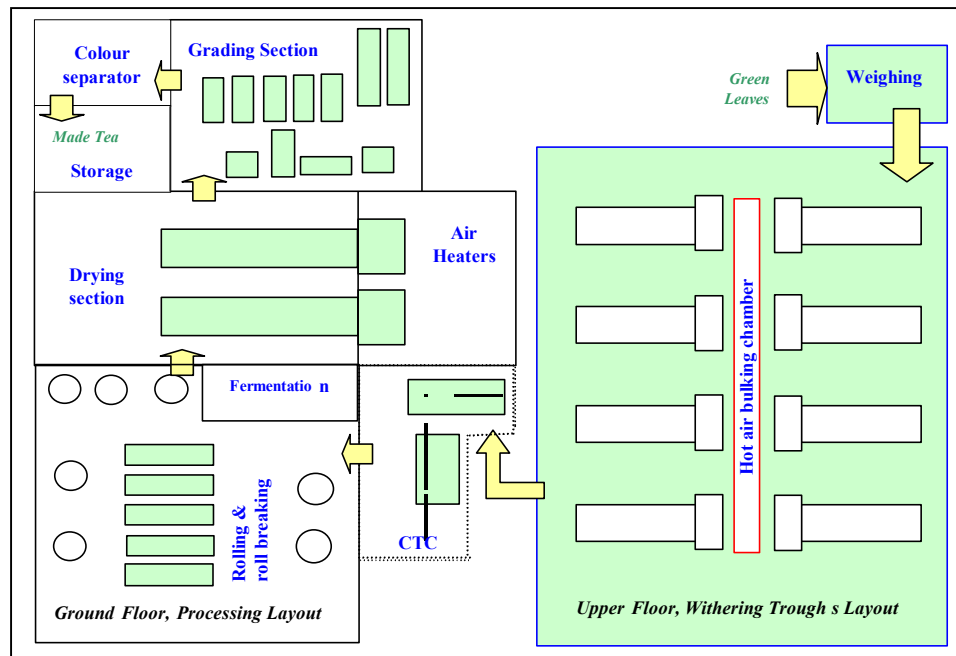 Colour
separator
Grading Section
Green
Leaves
Weighing
Made Tea
Storage
Air
Heaters
Drying
section
Hot air bulking chamber
Fermentatio n
Rolling &
roll breaking
CTC
Ground Floor, Processing Layout
Upper Floor, Withering Trough s Layout